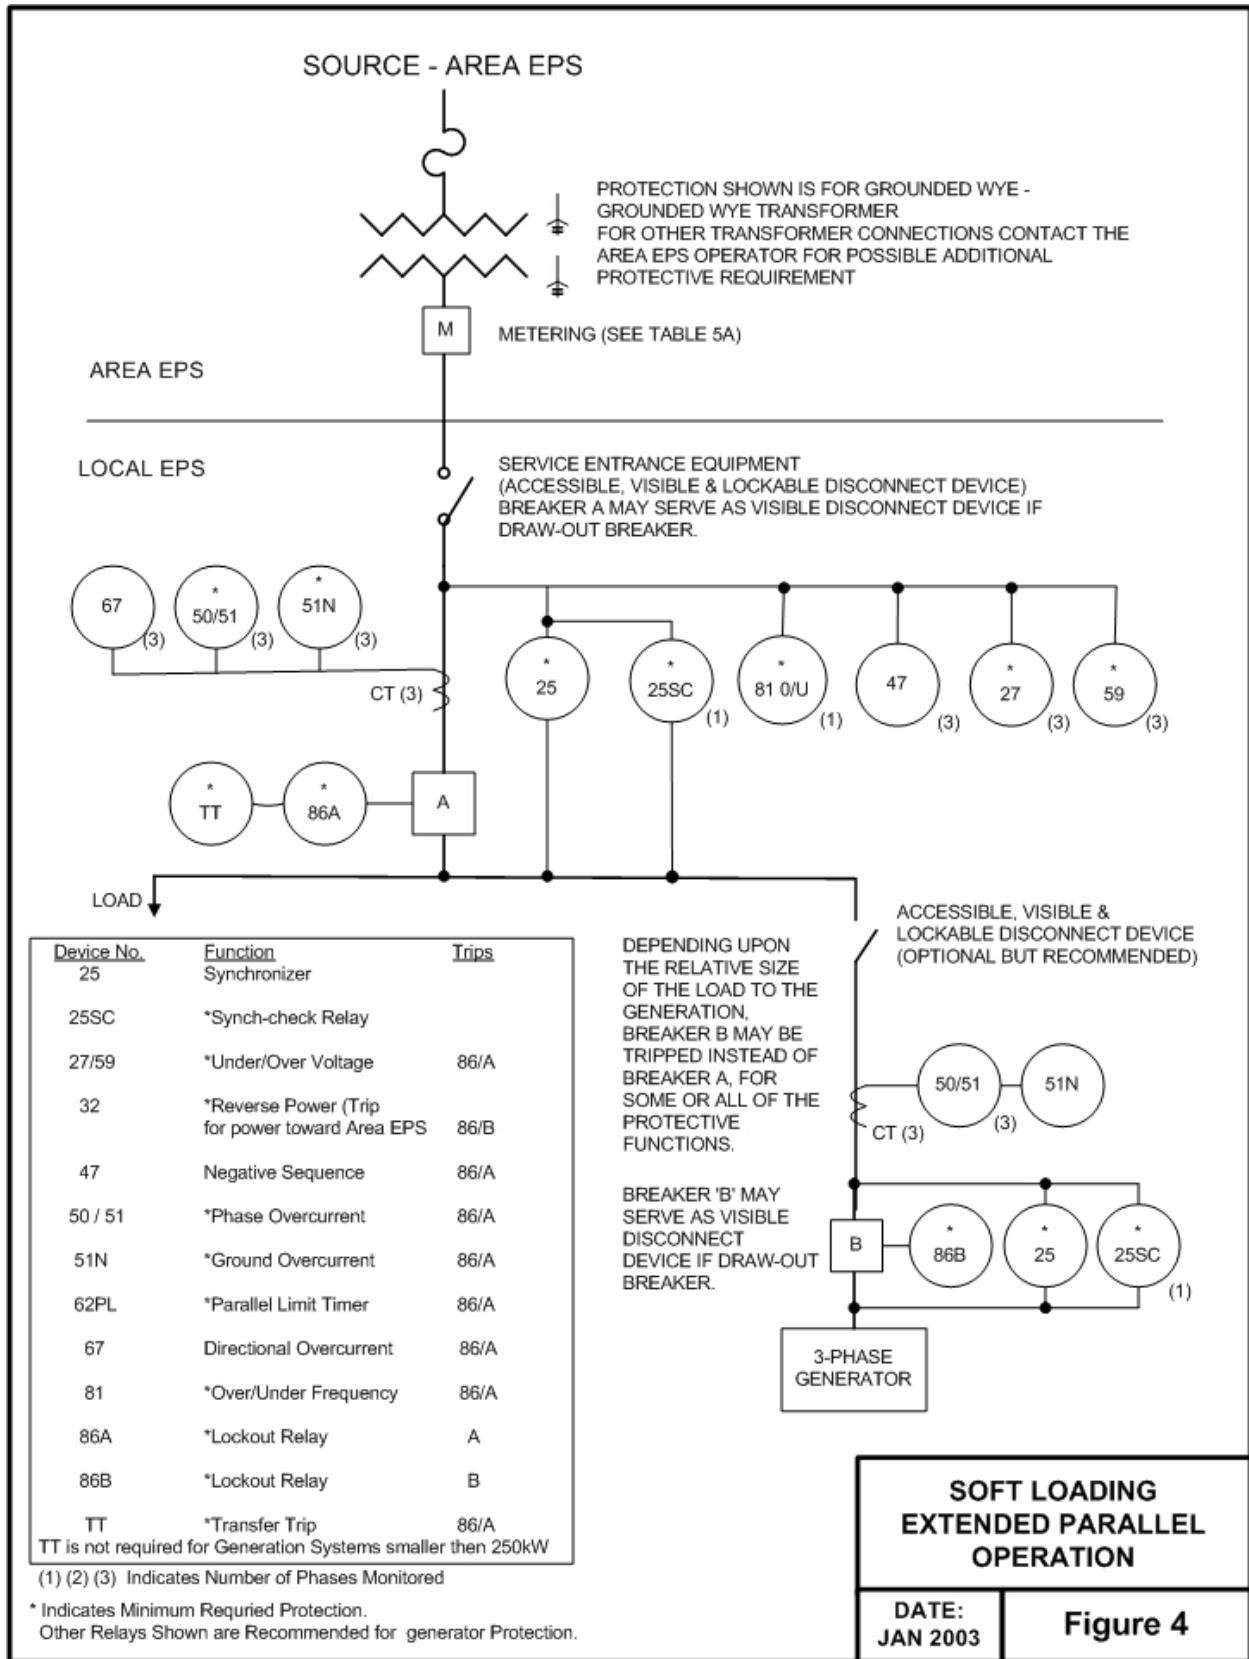 SOURCE - AREA EPS
PROTECTION SHOWN IS FOR GROUNDED WYE -
GROUNDED WYE TRANSFORMER
FOR OTHER TRANSFORMER CONNECTIONS CONTACT THE
AREA EPS OPERATOR FOR POSSIBLE ADDITIONAL
PROTECTIVE REQUIREMENT
M
METERING (SEE TABLE 5A)
AREA EPS
LOCAL EPS
SERVICE ENTRANCE EQUIPMENT
(ACCESSIBLE, VISIBLE & LOCKABLE DISCONNECT DEVICE)
BREAKER A MAY SERVE AS VISIBLE DISCONNECT DEVICE IF
DRAW-OUT BREAKER.
67
(3)
*
50/51
(3)
*
51N
(3)
CT (3)
*
25
*
25SC
(1)
*
81 0/U
(1)
47
(3)
*
27
(3)
*
59
(3)
*
TT
*
86A
A
LOAD
ACCESSIBLE, VISIBLE &
LOCKABLE DISCONNECT DEVICE
(OPTIONAL BUT RECOMMENDED)
Device No. Function Trips
25 Synchronizer
25SC *Synch-check Relay
27/59 *Under/Over Voltage 86/A
32 *Reverse Power (Trip
for power toward Area EPS 86/B
47 Negative Sequence 86/A
50 / 51 *Phase Overcurrent 86/A
51N *Ground Overcurrent 86/A
62PL *Parallel Limit Timer 86/A
67 Directional Overcurrent 86/A
81 *Over/Under Frequency 86/A
86A *Lockout Relay A
86B *Lockout Relay B
TT *Transfer Trip 86/A
TT is not required for Generation Systems smaller then 250kW
(1) (2) (3) Indicates Number of Phases Monitored
* Indicates Minimum Requried Protection.
Other Relays Shown are Recommended for generator Protection.
DEPENDING UPON
THE RELATIVE SIZE
OF THE LOAD TO THE
GENERATION,
BREAKER B MAY BE
TRIPPED INSTEAD OF
BREAKER A, FOR
SOME OR ALL OF THE
PROTECTIVE
FUNCTIONS.
BREAKER 'B' MAY
SERVE AS VISIBLE
DISCONNECT
DEVICE IF DRAW-OUT
BREAKER.
50/51
(3)
51N
CT (3)
B
*
86B
*
25
*
25SC
(1)
3-PHASE
GENERATOR
SOFT LOADING
EXTENDED PARALLEL
OPERATION
DATE:
JAN 2003
Figure 4